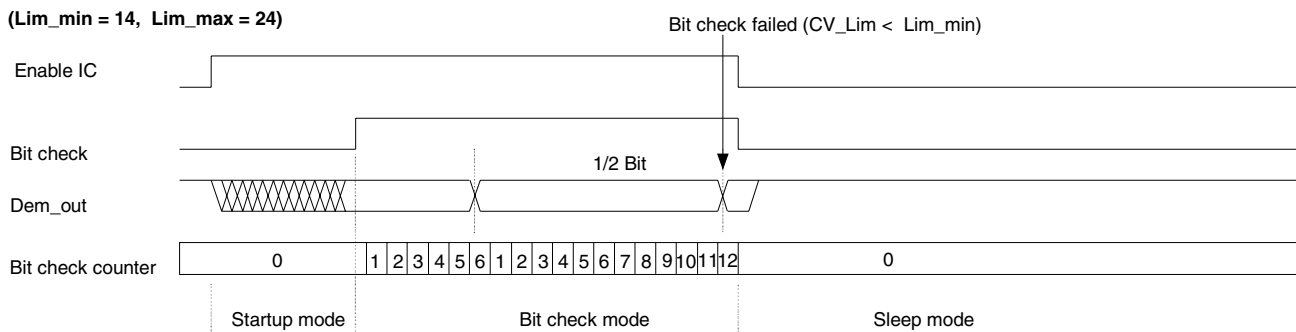 (Lim_min = 14, Lim_max = 24)
Bit check failed (CV_Lim < Lim_min)
Enable IC
Bit check
1/2 Bit
Dem_out
Bit check counter 0 1 2 3 4 5 6 1 2 3 4 5 6 7 8 9 10 11 12 0
Startup mode Bit check mode Sleep mode